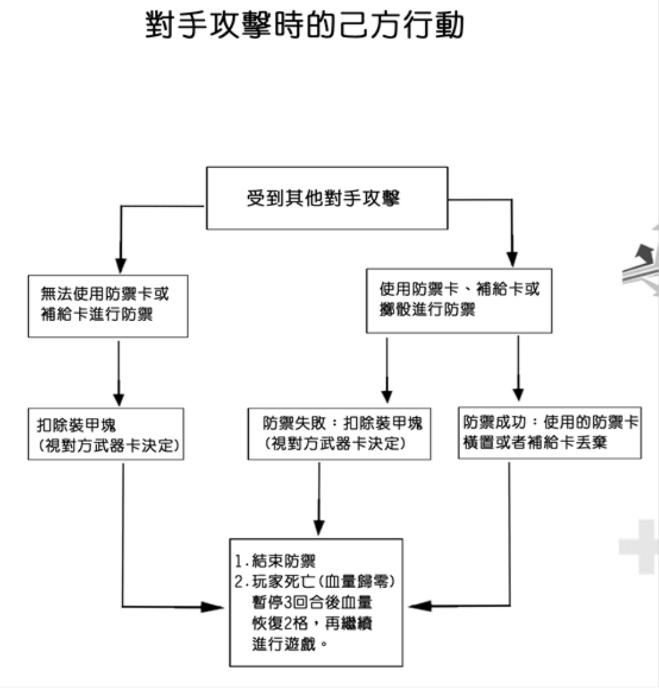 對手攻擊時的己方行動
受到其他對手攻擊
無法使用防禦卡或
補給卡進行防禦
使用防禦卡、補給卡或
擲骰進行防禦
扣除裝甲塊
(視對方武器卡決定)
防禦失敗：扣除裝甲塊
(視對方武器卡決定)
防禦成功：使用的防禦卡
橫置或者補給卡丟棄
1.結束防禦
2.玩家死亡(血量歸零)
暫停3回合後血量
恢復2格，再繼續
進行遊戲。